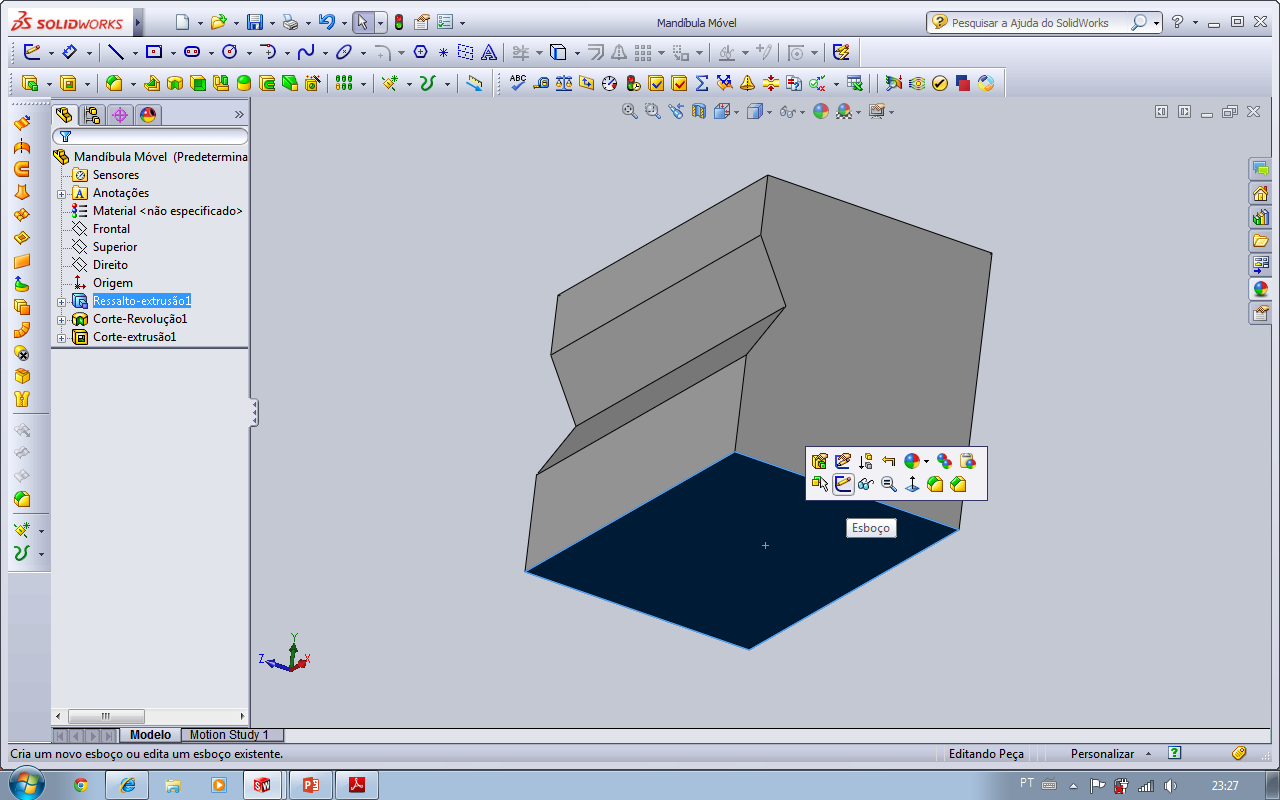 SOLIDWORKS
Mandíbula Móvel
Pesquisar a Ajuda do SolidWorks
ABC
Mandíbula Móvel (Predetermina
Sensores
Anotações
Material <não especificado>
Frontal
Superior
Direito
Origem
Ressalto-extrusão1
Corte-Revolução1
Corte-extrusão1
Esboço
Y
Z
X
Modelo
Motion Study 1
Cria um novo esboço ou edita um esboço existente.
Editando Peça
Personalizar
PT
23:27